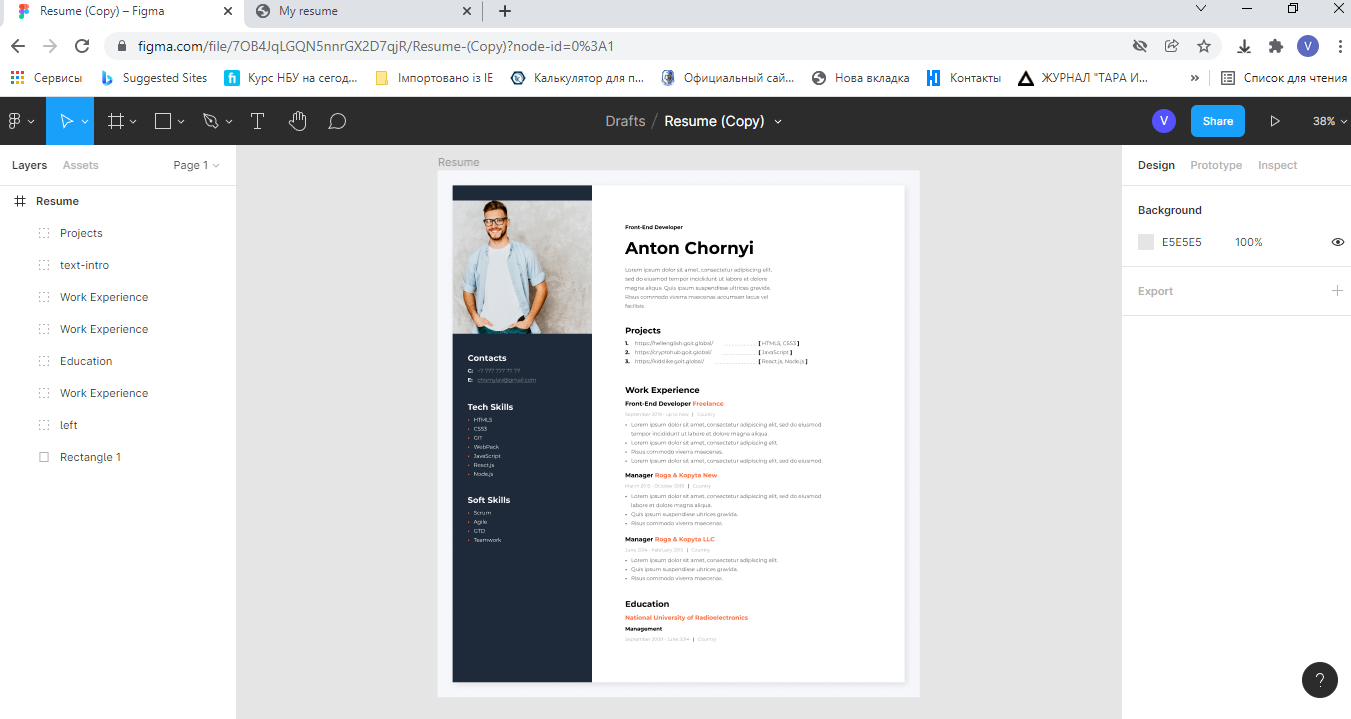 Resume (Copy) – Figma
My resume
figma.com/file/7OB4JqLGQN5nnrGX2D7qjR/Resume-(Copy)?node-id=0%3A1
V
Сервисы
Suggested Sites
Курс НБУ на сегод...
Імпортовано із IE
Калькулятор для п...
Официальный сай...
Нова вкладка
Контакты
ЖУРНАЛ "ТАРА И...
»
Список для чтения
Drafts / Resume (Copy)
V
Share
38%
Layers
Assets
Page 1
Resume
Projects
text-intro
Work Experience
Work Experience
Education
Work Experience
left
Rectangle 1
Resume
Contacts
C: +7 777 777 77 77
E:
Tech Skills
• HTML5
• CSS3
• GIT
• WebPack
• JavaScript
• React.js
• Node.js
Soft Skills
• Scrum
• Agile
• GTD
• Teamwork
Front-End Developer
Anton Chornyi
Lorem ipsum dolor sit amet, consectetur adipiscing elit,
sed do eiusmod tempor incididunt ut labore et dolore
magna aliqua. Quis ipsum suspendisse ultrices gravida.
Risus commodo viverra maecenas accumsan lacus vel
facilisis.
Projects
1. https://hellenglish.goit.global/ [ HTML5, CSS3 ]
2. https://cryptohub.goit.global/ [ JavaScript ]
3. https://kidslike.goit.global/ [ React.js, Node.js ]
Work Experience
Front-End Developer Freelance
September 2019 - up to now | Country
• Lorem ipsum dolor sit amet, consectetur adipiscing elit, sed do eiusmod
tempor incididunt ut labore et dolore magna aliqua.
• Lorem ipsum dolor sit amet, consectetur adipiscing elit.
• Risus commodo viverra maecenas.
• Lorem ipsum dolor sit amet, consectetur adipiscing elit, sed do eiusmod
Manager Roga & Kopyta New
March 2015 - October 2018 | Country
• Lorem ipsum dolor sit amet, consectetur adipiscing elit, sed do eiusmod
labore et dolore magna aliqua.
• Quis ipsum suspendisse ultrices gravida.
• Risus commodo viverra maecenas.
Manager Roga & Kopyta LLC
June 2014 - February 2015 | Country
• Lorem ipsum dolor sit amet, consectetur adipiscing elit.
• Quis ipsum suspendisse ultrices gravida.
• Risus commodo viverra maecenas.
Education
National University of Radioelectronics
Management
September 2009 - June 2014 | Country
Design
Prototype
Inspect
Background
E5E5E5
100%
Export
?